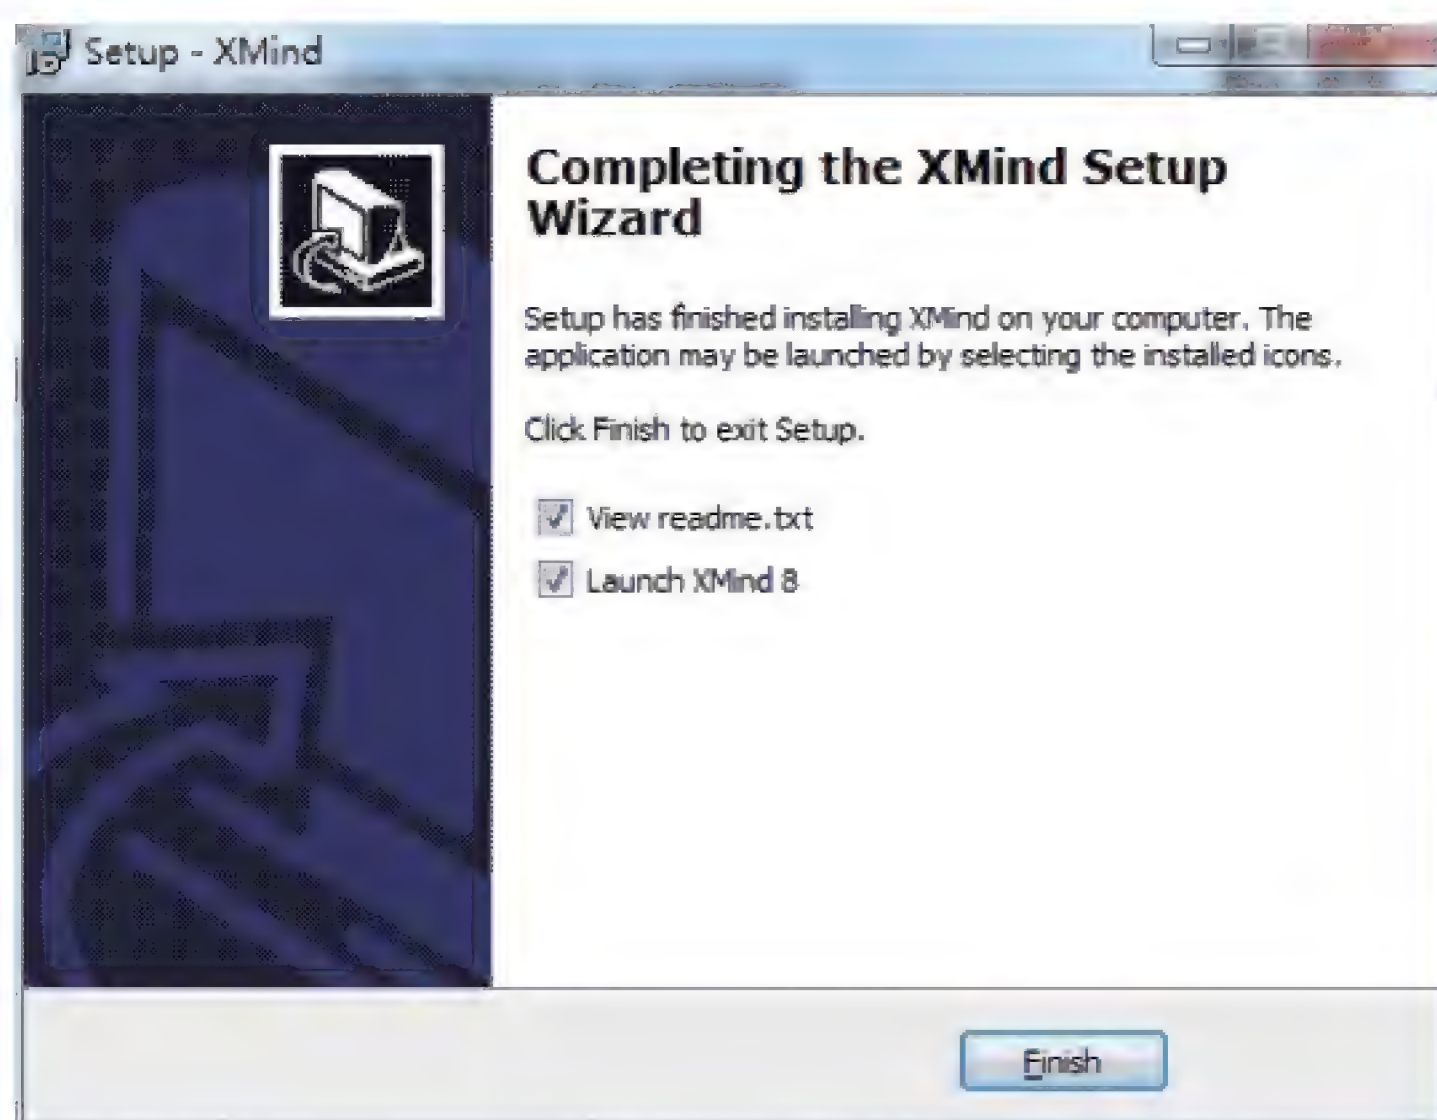 Setup - XMind
Completing the XMind Setup
Wizard
Setup has finished installing XMind on your computer. The
application may be launched by selecting the installed icons.
Click Finish to exit Setup.
View readme.txt
Launch XMind 8
Finish